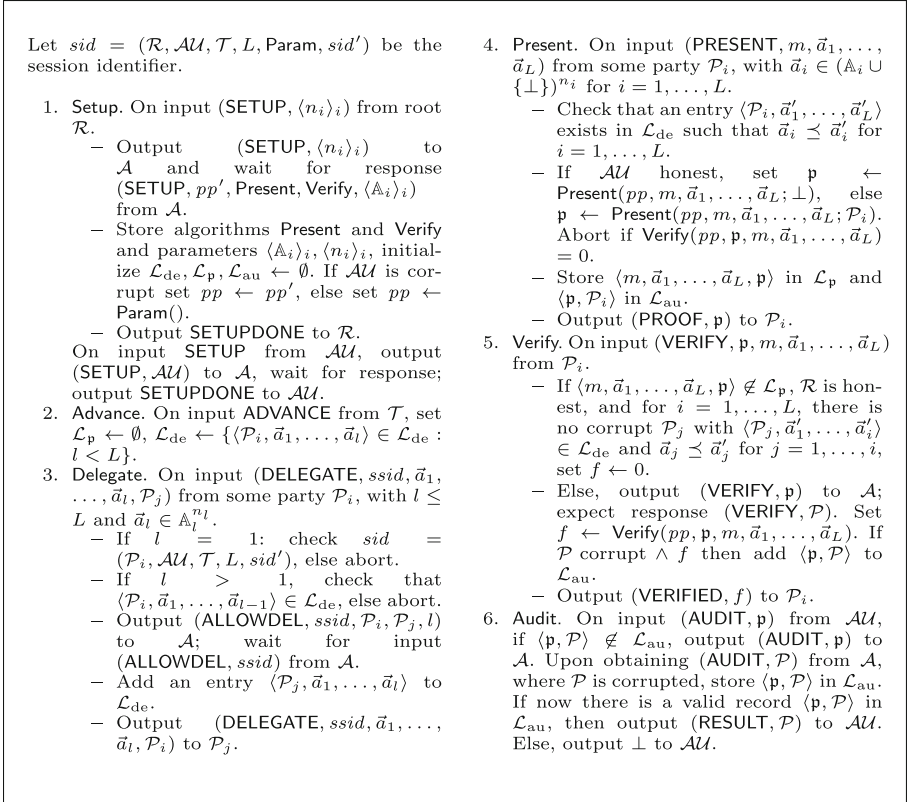 Let sid = (ℛ, 𝒜𝒰, 𝒯, L, Param, sid′) be the
session identifier.
1. Setup. On input (SETUP, ⟨n_i⟩_i) from root
ℛ.
– Output (SETUP, ⟨n_i⟩_i) to
𝒜 and wait for response
(SETUP, pp′, Present, Verify, ⟨𝔸_i⟩_i)
from 𝒜.
– Store algorithms Present and Verify
and parameters ⟨𝔸_i⟩_i, ⟨n_i⟩_i, initial-
ize ℒ_de, ℒ_𝔭, ℒ_au ← ∅. If 𝒜𝒰 is cor-
rupt set pp ← pp′, else set pp ←
Param().
– Output SETUPDONE to ℛ.
On input SETUP from 𝒜𝒰, output
(SETUP, 𝒜𝒰) to 𝒜, wait for response;
output SETUPDONE to 𝒜𝒰.
2. Advance. On input ADVANCE from 𝒯, set
ℒ_𝔭 ← ∅, ℒ_de ← {⟨𝒫_i, a⃗_1, . . . , a⃗_l⟩ ∈ ℒ_de :
l < L}.
3. Delegate. On input (DELEGATE, ssid, a⃗_1,
. . . , a⃗_l, 𝒫_j) from some party 𝒫_i, with l ≤
L and a⃗_l ∈ 𝔸_l^{n_l}.
– If l = 1: check sid =
(𝒫_i, 𝒜𝒰, 𝒯, L, sid′), else abort.
– If l > 1, check that
⟨𝒫_i, a⃗_1, . . . , a⃗_{l−1}⟩ ∈ ℒ_de, else abort.
– Output (ALLOWDEL, ssid, 𝒫_i, 𝒫_j, l)
to 𝒜; wait for input
(ALLOWDEL, ssid) from 𝒜.
– Add an entry ⟨𝒫_j, a⃗_1, . . . , a⃗_l⟩ to
ℒ_de.
– Output (DELEGATE, ssid, a⃗_1, . . . ,
a⃗_l, 𝒫_i) to 𝒫_j.
4. Present. On input (PRESENT, m, a⃗_1, . . . ,
a⃗_L) from some party 𝒫_i, with a⃗_i ∈ (𝔸_i ∪
{⊥})^{n_i} for i = 1, . . . , L.
– Check that an entry ⟨𝒫_i, a⃗′_1, . . . , a⃗′_L⟩
exists in ℒ_de such that a⃗_i ⪯ a⃗′_i for
i = 1, . . . , L.
– If 𝒜𝒰 honest, set 𝔭 ←
Present(pp, m, a⃗_1, . . . , a⃗_L; ⊥), else
𝔭 ← Present(pp, m, a⃗_1, . . . , a⃗_L; 𝒫_i).
Abort if Verify(pp, 𝔭, m, a⃗_1, . . . , a⃗_L)
= 0.
– Store ⟨m, a⃗_1, . . . , a⃗_L, 𝔭⟩ in ℒ_𝔭 and
⟨𝔭, 𝒫_i⟩ in ℒ_au.
– Output (PROOF, 𝔭) to 𝒫_i.
5. Verify. On input (VERIFY, 𝔭, m, a⃗_1, . . . , a⃗_L)
from 𝒫_i.
– If ⟨m, a⃗_1, . . . , a⃗_L, 𝔭⟩ ∉ ℒ_𝔭, ℛ is hon-
est, and for i = 1, . . . , L, there is
no corrupt 𝒫_j with ⟨𝒫_j, a⃗′_1, . . . , a⃗′_i⟩
∈ ℒ_de and a⃗_j ⪯ a⃗′_j for j = 1, . . . , i,
set f ← 0.
– Else, output (VERIFY, 𝔭) to 𝒜;
expect response (VERIFY, 𝒫). Set
f ← Verify(pp, 𝔭, m, a⃗_1, . . . , a⃗_L). If
𝒫 corrupt ∧ f then add ⟨𝔭, 𝒫⟩ to
ℒ_au.
– Output (VERIFIED, f) to 𝒫_i.
6. Audit. On input (AUDIT, 𝔭) from 𝒜𝒰,
if ⟨𝔭, 𝒫⟩ ∉ ℒ_au, output (AUDIT, 𝔭) to
𝒜. Upon obtaining (AUDIT, 𝒫) from 𝒜,
where 𝒫 is corrupted, store ⟨𝔭, 𝒫⟩ in ℒ_au.
If now there is a valid record ⟨𝔭, 𝒫⟩ in
ℒ_au, then output (RESULT, 𝒫) to 𝒜𝒰.
Else, output ⊥ to 𝒜𝒰.